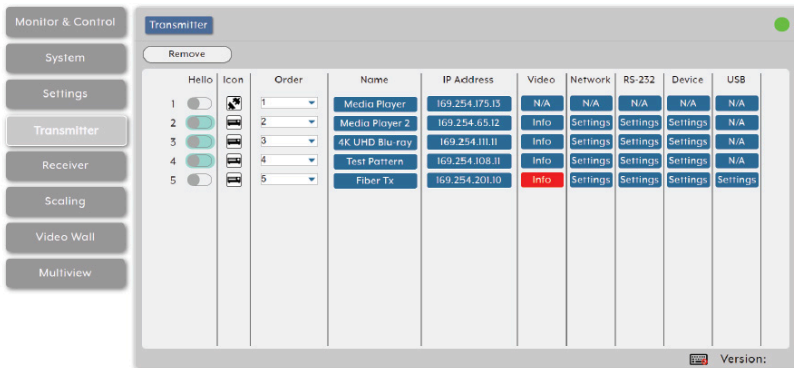 Monitor & Control
System
Settings
Transmitter
Receiver
Scaling
Video Wall
Multiview
Transmitter
Remove
Hello Icon Order Name IP Address Video Network RS-232 Device USB
1 1 Media Player 169.254.175.13 N/A N/A N/A N/A N/A
2 2 Media Player 2 169.254.65.12 Info Settings Settings Settings N/A
3 3 4K UHD Blu-ray 169.254.111.11 Info Settings Settings Settings N/A
4 4 Test Pattern 169.254.108.11 Info Settings Settings Settings N/A
5 5 Fiber Tx 169.254.201.10 Info Settings Settings Settings Settings
Version: